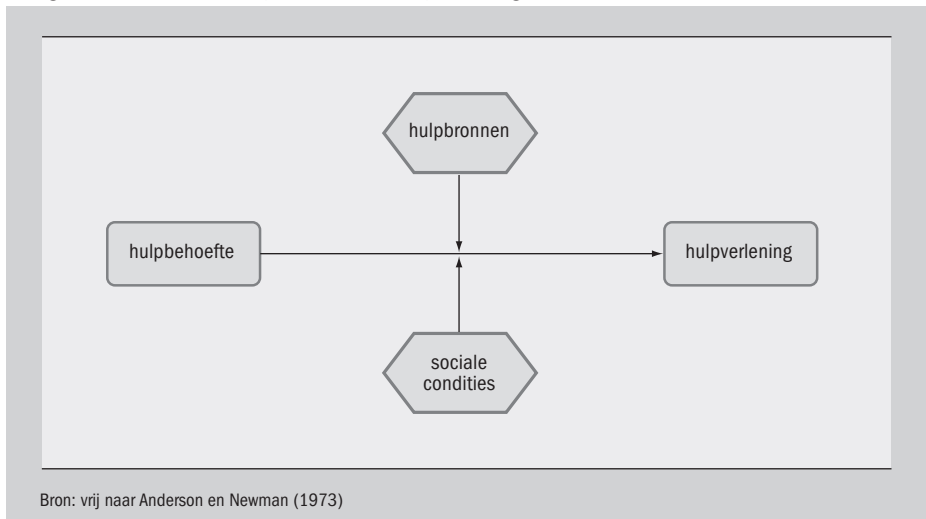 hulpbronnen
hulpbehoefte
hulpverlening
sociale
condities
Bron: vrij naar Anderson en Newman (1973)